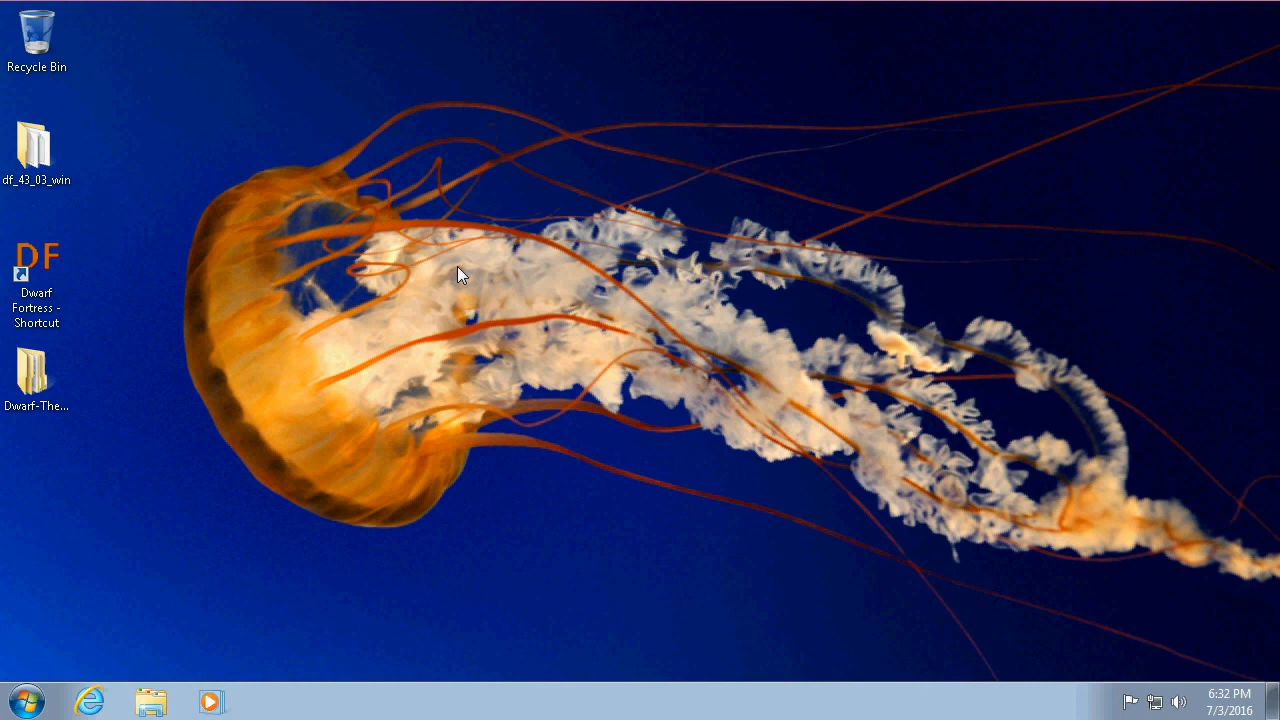 Recycle Bin
df_43_03_win
DF
Dwarf
Fortress -
Shortcut
Dwarf-The...
6:32 PM
7/3/2016